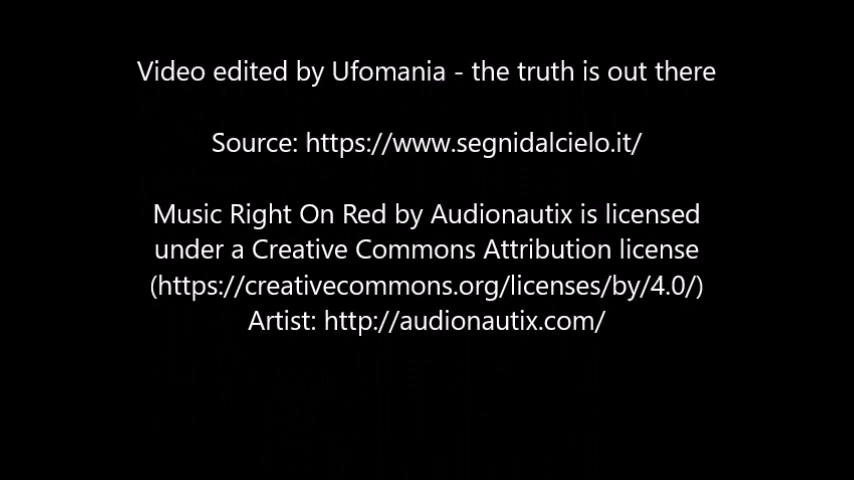 Video edited by Ufomania - the truth is out there
Source: https://www.segnidalcielo.it/
Music Right On Red by Audionautix is licensed
under a Creative Commons Attribution license
(https://creativecommons.org/licenses/by/4.0/)
Artist: http://audionautix.com/